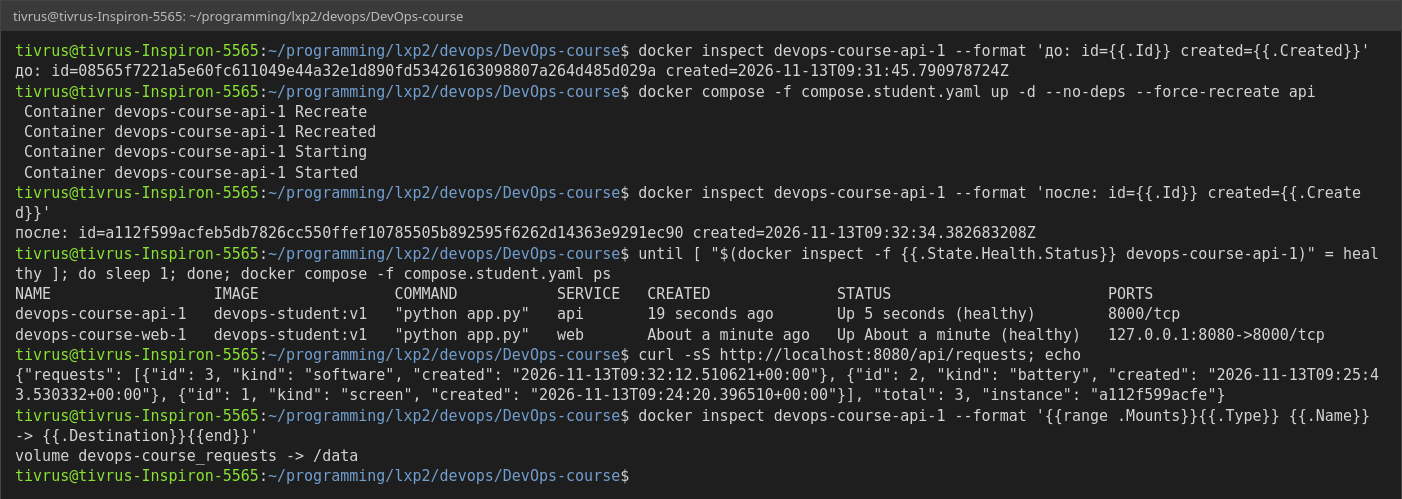 tivrus@tivrus-Inspiron-5565: ~/programming/lxp2/devops/DevOps-course
tivrus@tivrus-Inspiron-5565:~/programming/lxp2/devops/DevOps-course$ docker inspect devops-course-api-1 --format 'до: id={{.Id}} created={{.Created}}'
до: id=08565f7221a5e60fc611049e44a32e1d890fd53426163098807a264d485d029a created=2026-11-13T09:31:45.790978724Z
tivrus@tivrus-Inspiron-5565:~/programming/lxp2/devops/DevOps-course$ docker compose -f compose.student.yaml up -d --no-deps --force-recreate api
 Container devops-course-api-1 Recreate
 Container devops-course-api-1 Recreated
 Container devops-course-api-1 Starting
 Container devops-course-api-1 Started
tivrus@tivrus-Inspiron-5565:~/programming/lxp2/devops/DevOps-course$ docker inspect devops-course-api-1 --format 'после: id={{.Id}} created={{.Create
d}}'
после: id=a112f599acfeb5db7826cc550ffef10785505b892595f6262d14363e9291ec90 created=2026-11-13T09:32:34.382683208Z
tivrus@tivrus-Inspiron-5565:~/programming/lxp2/devops/DevOps-course$ until [ "$(docker inspect -f {{.State.Health.Status}} devops-course-api-1)" = heal
thy ]; do sleep 1; done; docker compose -f compose.student.yaml ps
NAME                  IMAGE               COMMAND           SERVICE   CREATED              STATUS                        PORTS
devops-course-api-1   devops-student:v1   "python app.py"   api       19 seconds ago       Up 5 seconds (healthy)        8000/tcp
devops-course-web-1   devops-student:v1   "python app.py"   web       About a minute ago   Up About a minute (healthy)   127.0.0.1:8080->8000/tcp
tivrus@tivrus-Inspiron-5565:~/programming/lxp2/devops/DevOps-course$ curl -sS http://localhost:8080/api/requests; echo
{"requests": [{"id": 3, "kind": "software", "created": "2026-11-13T09:32:12.510621+00:00"}, {"id": 2, "kind": "battery", "created": "2026-11-13T09:25:4
3.530332+00:00"}, {"id": 1, "kind": "screen", "created": "2026-11-13T09:24:20.396510+00:00"}], "total": 3, "instance": "a112f599acfe"}
tivrus@tivrus-Inspiron-5565:~/programming/lxp2/devops/DevOps-course$ docker inspect devops-course-api-1 --format '{{range .Mounts}}{{.Type}} {{.Name}}
-> {{.Destination}}{{end}}'
volume devops-course_requests -> /data
tivrus@tivrus-Inspiron-5565:~/programming/lxp2/devops/DevOps-course$